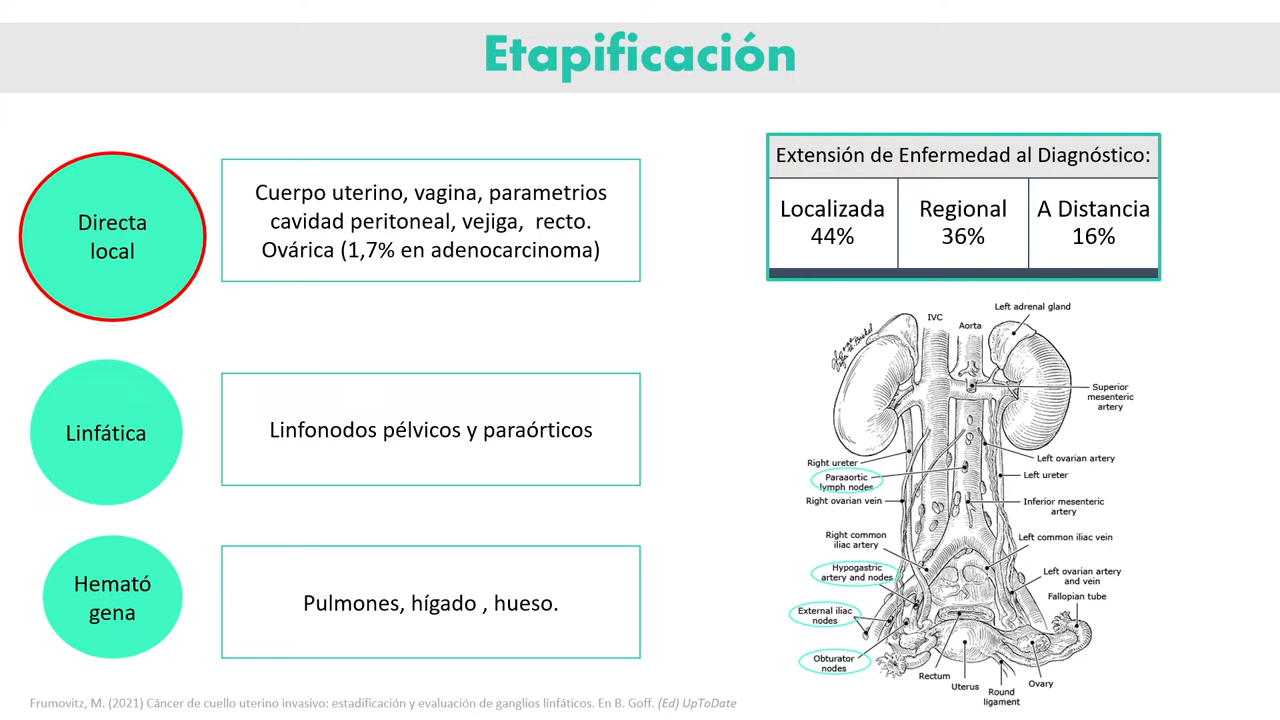 Etapificación
Directa
local
Cuerpo uterino, vagina, parametrios
cavidad peritoneal, vejiga, recto.
Ovárica (1,7% en adenocarcinoma)
Linfática
Linfonodos pélvicos y paraórticos
Hemató
gena
Pulmones, hígado , hueso.
Extensión de Enfermedad al Diagnóstico:
Localizada
44%
Regional
36%
A Distancia
16%
Left adrenal gland
IVC
Aorta
Superior
mesenteric
artery
Right ureter
Left ovarian artery
Paraaortic
lymph nodes
Left ureter
Right ovarian vein
Inferior mesenteric
artery
Right common
iliac artery
Left common iliac vein
Hypogastric
artery and nodes
Left ovarian artery
and vein
Fallopian tube
External iliac
nodes
Obturator
nodes
Rectum
Uterus
Round
ligament
Ovary
Frumovitz, M. (2021) Cáncer de cuello uterino invasivo: estadificación y evaluación de ganglios linfáticos. En B. Goff. (Ed) UpToDate